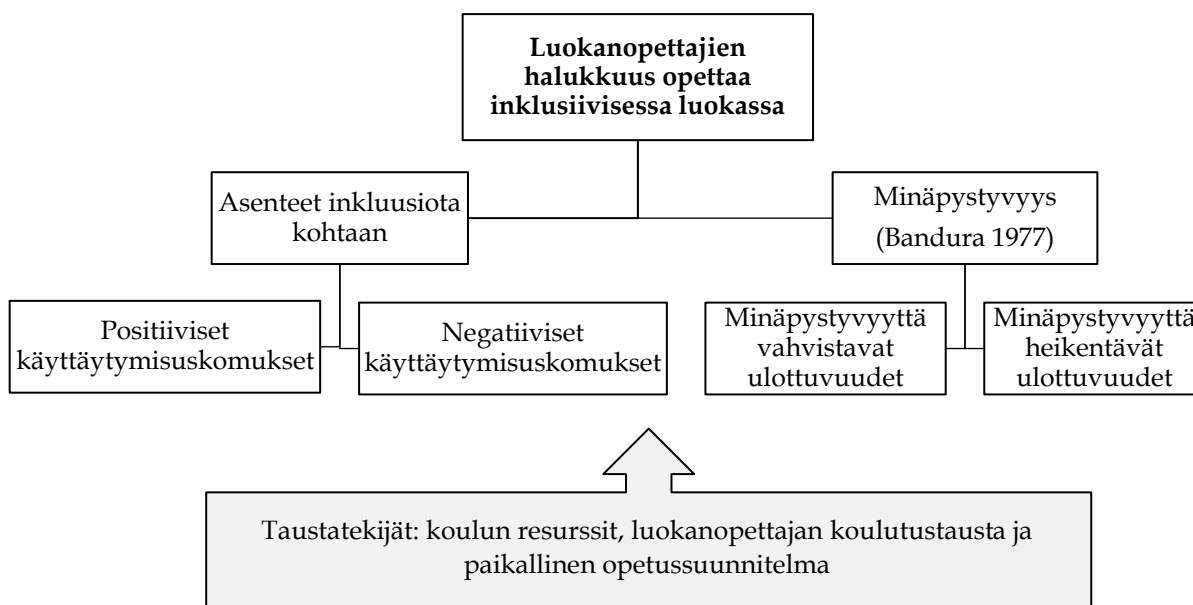 Luokanopettajien
halukkuus opettaa
inklusiivisessa luokassa
Asenteet inkluusiota
kohtaan
Minäpystyvyys
(Bandura 1977)
Positiiviset
käyttäytymisuskomukset
Negatiiviset
käyttäytymisuskomukset
Minäpystyvyyttä
vahvistavat
ulottuvuudet
Minäpystyvyyttä
heikentävät
ulottuvuudet
Taustatekijät: koulun resurssit, luokanopettajan koulutustausta ja
paikallinen opetussuunnitelma